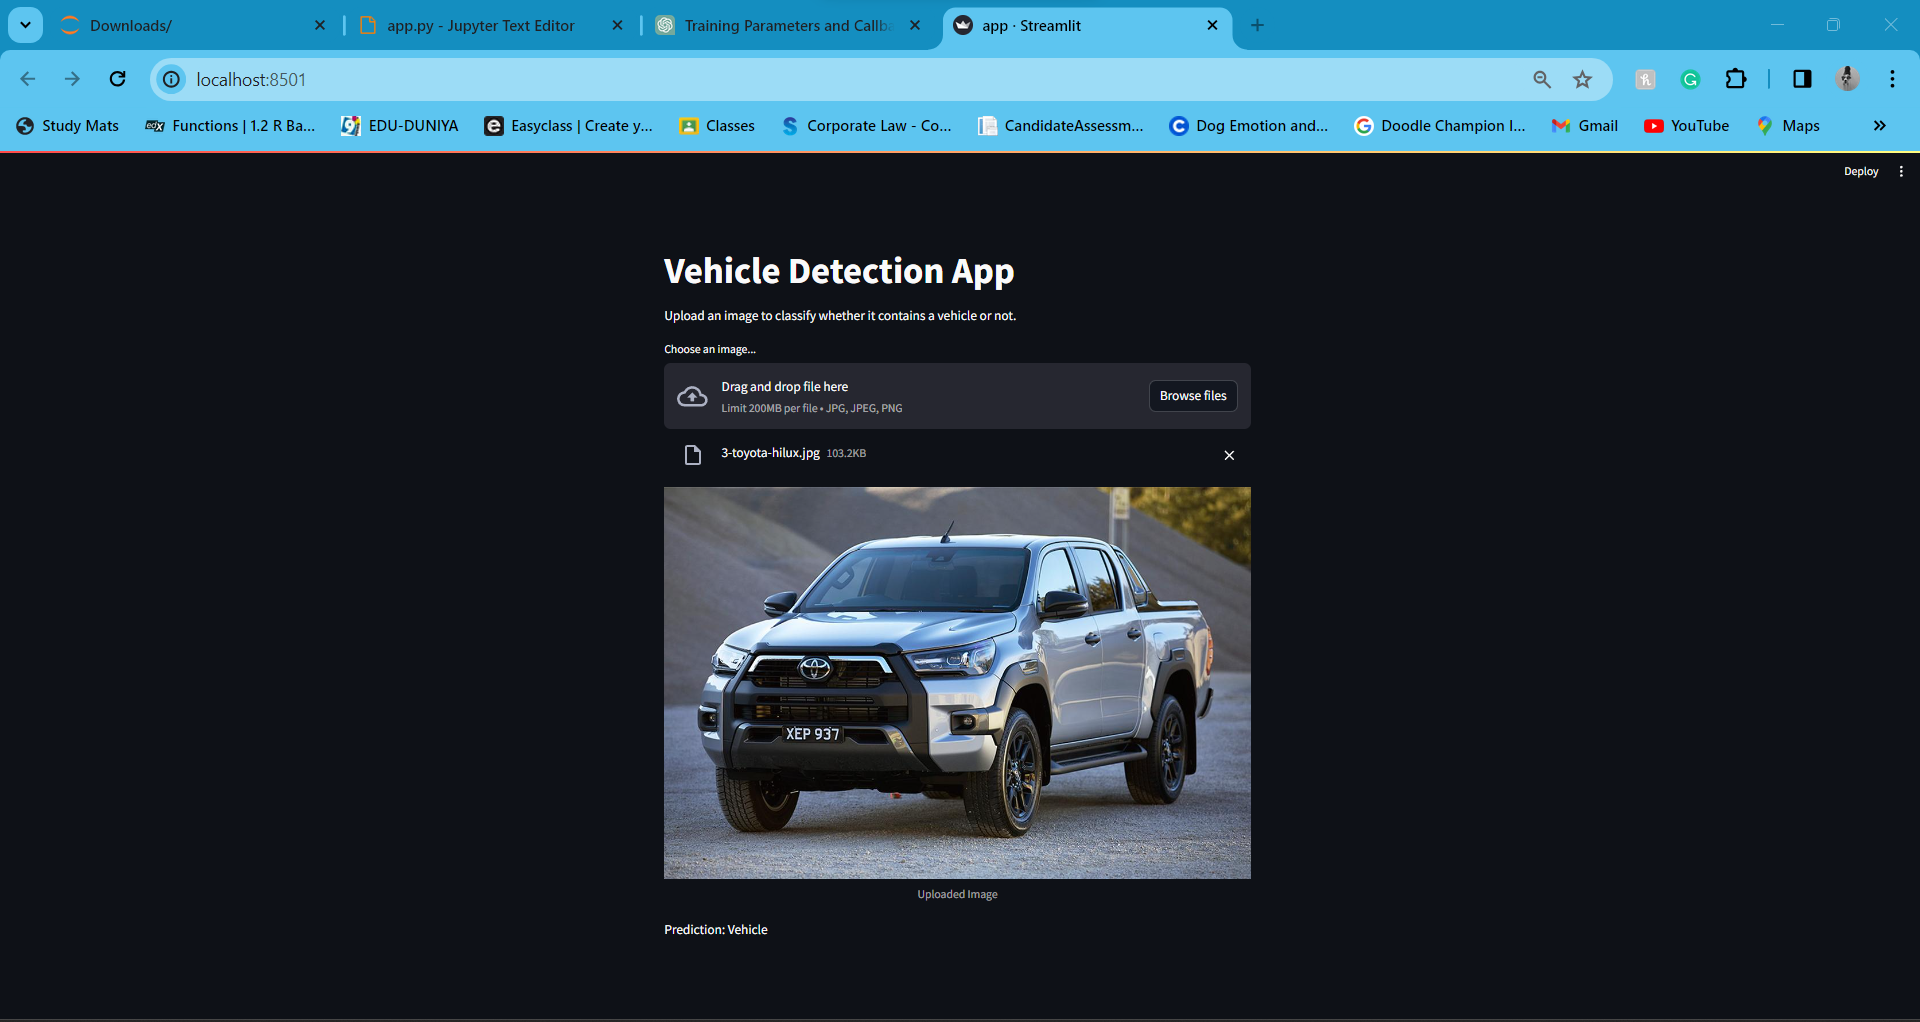 Downloads/
app.py - Jupyter Text Editor
Training Parameters and Callba
app · Streamlit
localhost:8501
Study Mats
edX Functions | 1.2 R Ba...
EDU-DUNIYA
Easyclass | Create y...
Classes
Corporate Law - Co...
CandidateAssessm...
Dog Emotion and...
Doodle Champion I...
Gmail
YouTube
Maps
Deploy
Vehicle Detection App
Upload an image to classify whether it contains a vehicle or not.
Choose an image...
Drag and drop file here
Limit 200MB per file • JPG, JPEG, PNG
Browse files
3-toyota-hilux.jpg 103.2KB
XEP 937
Uploaded Image
Prediction: Vehicle